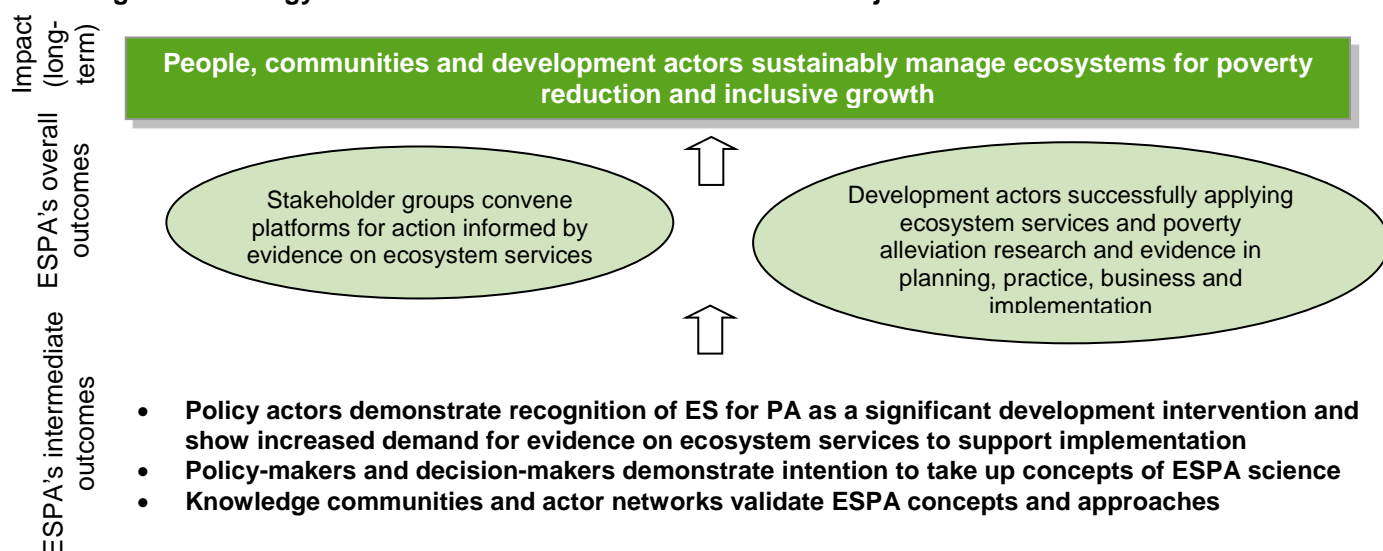 Impact
(long-
term)
People, communities and development actors sustainably manage ecosystems for poverty
reduction and inclusive growth
ESPA's overall
outcomes
Stakeholder groups convene
platforms for action informed by
evidence on ecosystem services
Development actors successfully applying
ecosystem services and poverty
alleviation research and evidence in
planning, practice, business and
implementation
ESPA's intermediate
outcomes
• Policy actors demonstrate recognition of ES for PA as a significant development intervention and
show increased demand for evidence on ecosystem services to support implementation
• Policy-makers and decision-makers demonstrate intention to take up concepts of ESPA science
• Knowledge communities and actor networks validate ESPA concepts and approaches